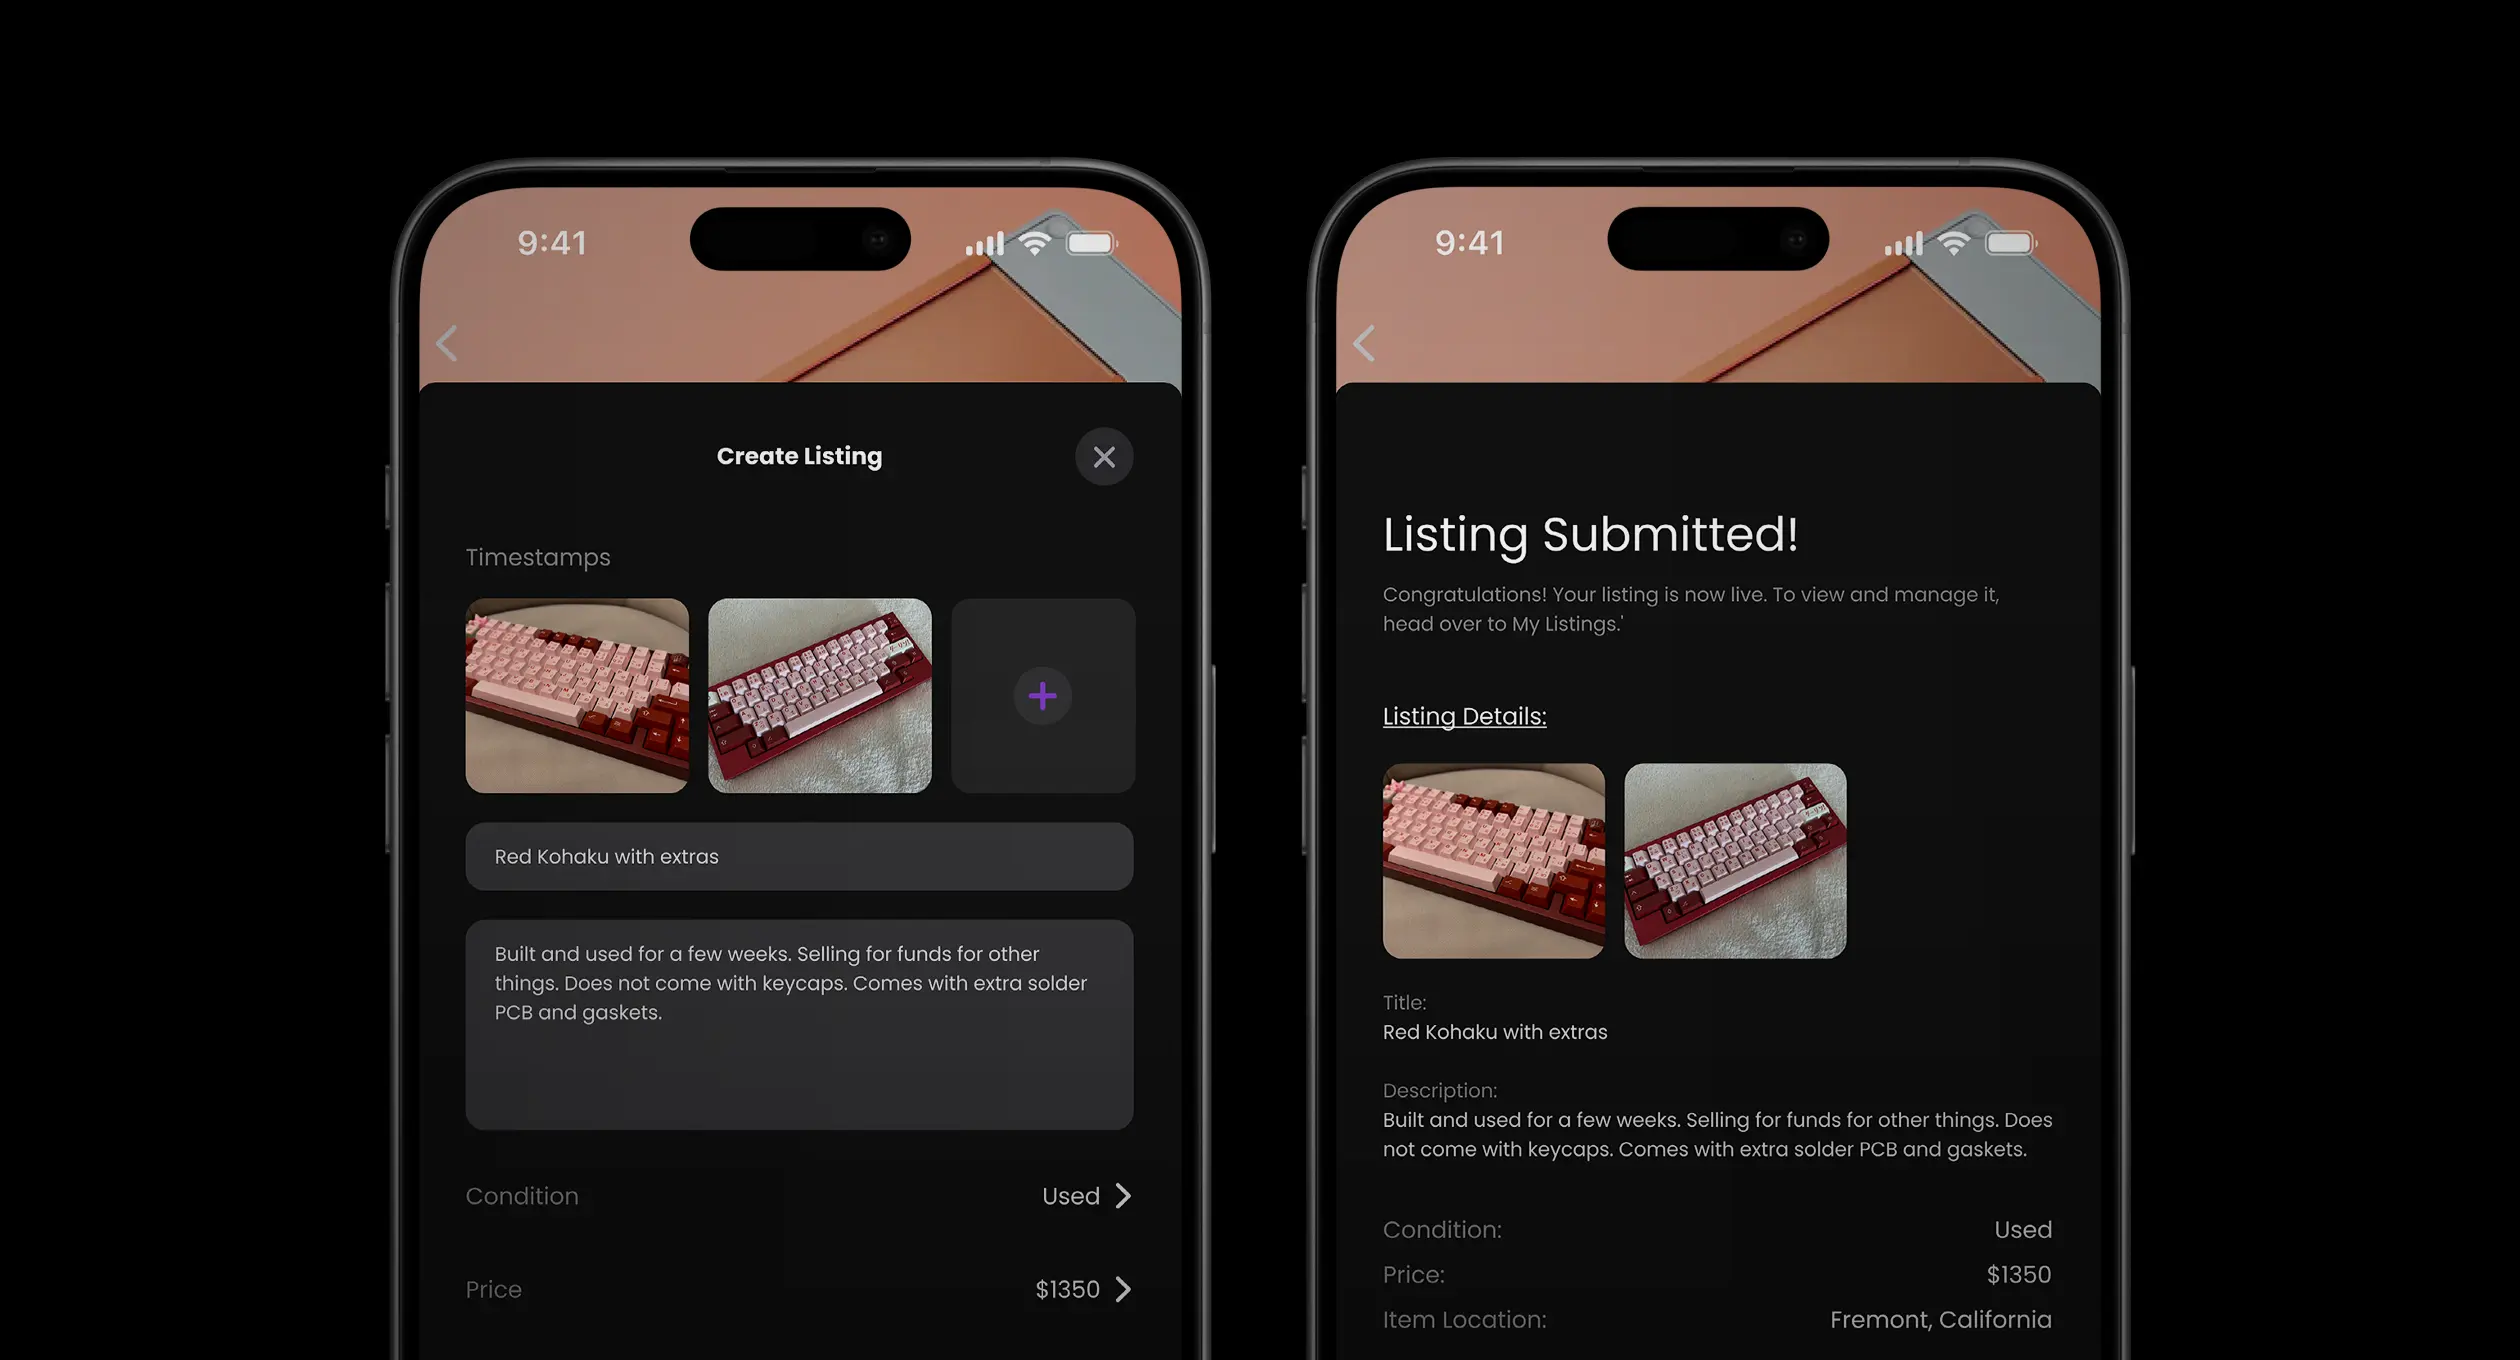 9:41
Create Listing
Timestamps
Red Kohaku with extras
Built and used for a few weeks. Selling for funds for other
things. Does not come with keycaps. Comes with extra solder
PCB and gaskets.
Condition
Used
Price
$1350
9:41
Listing Submitted!
Congratulations! Your listing is now live. To view and manage it,
head over to My Listings.'
Listing Details:
Title:
Red Kohaku with extras
Description:
Built and used for a few weeks. Selling for funds for other things. Does
not come with keycaps. Comes with extra solder PCB and gaskets.
Condition:
Used
Price:
$1350
Item Location:
Fremont, California